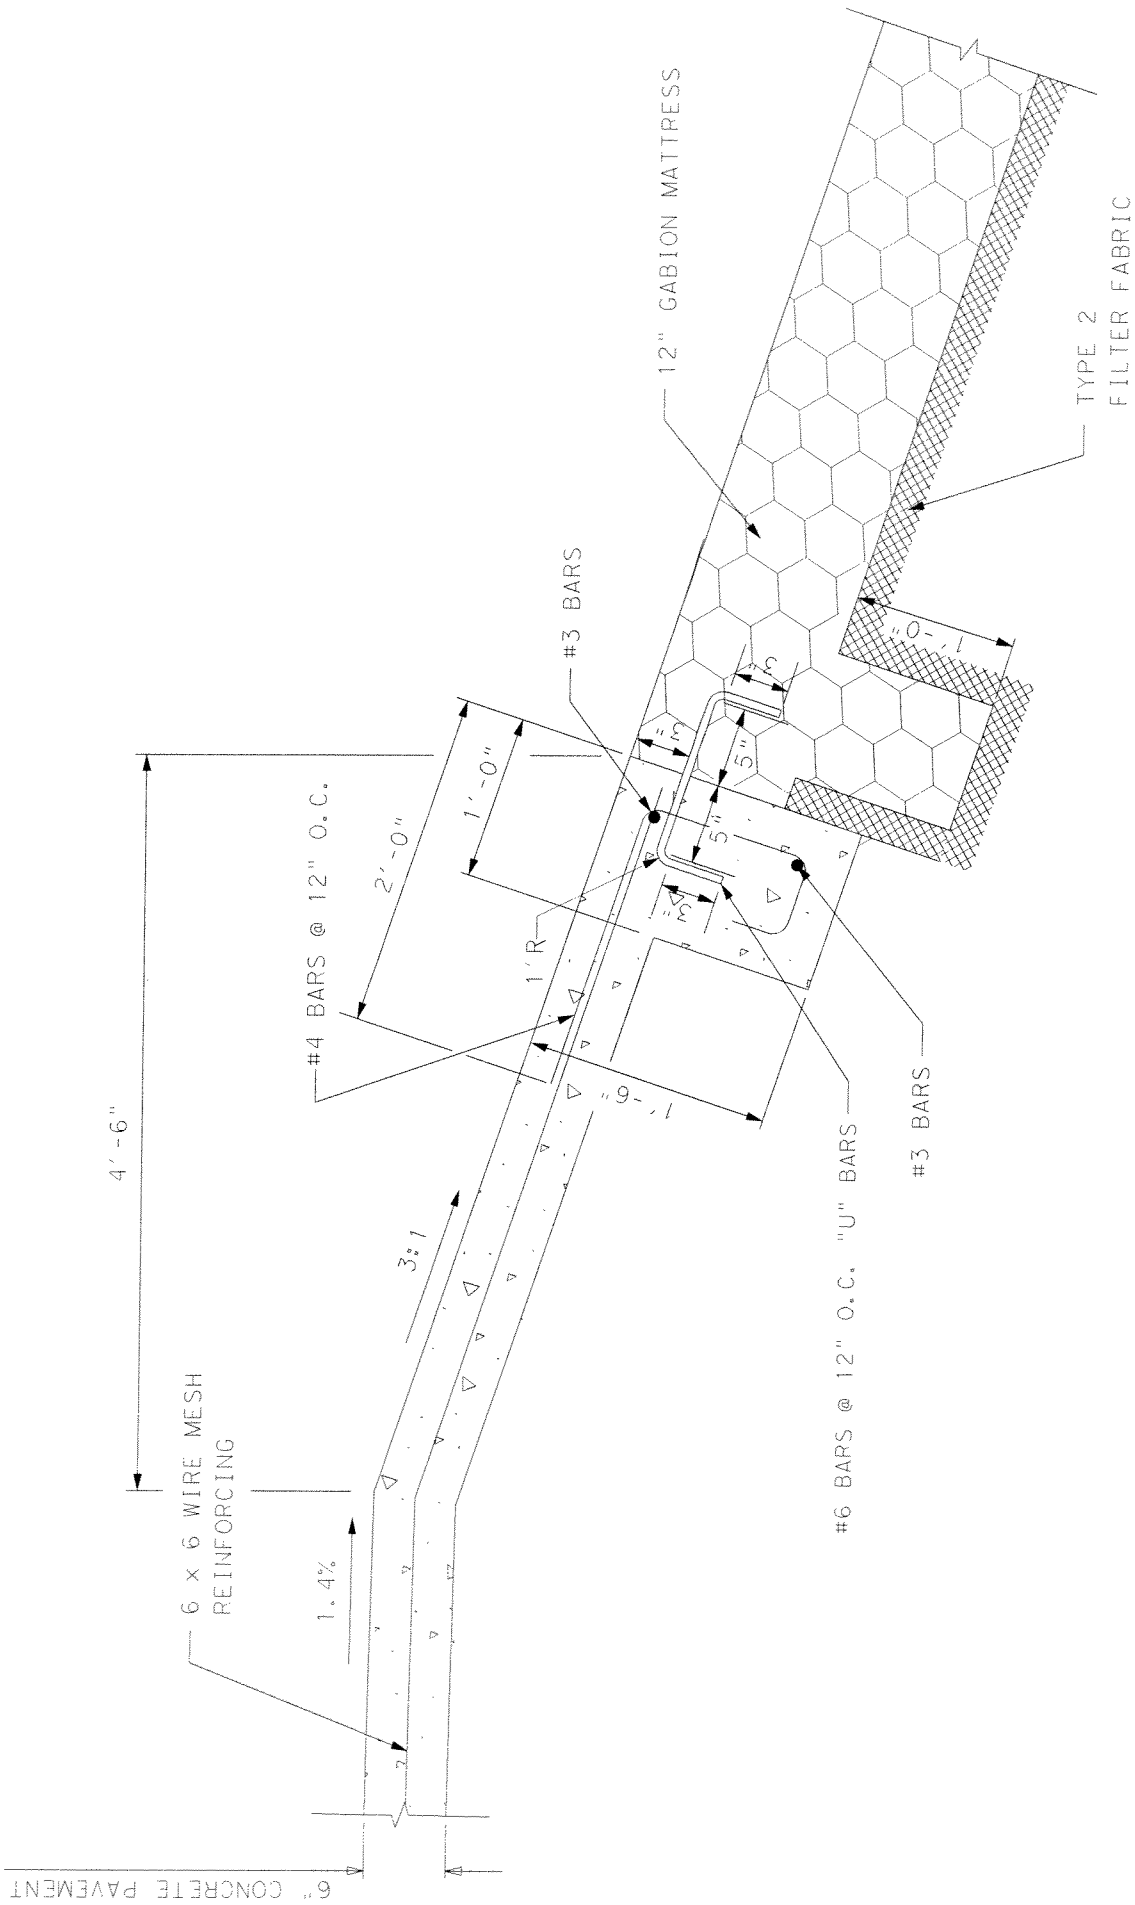 6" CONCRETE PAVEMENT
6 x 6 WIRE MESH
REINFORCING
1.4%
4'-6"
3:1
#4 BARS @ 12" O.C.
2'-0"
1'-0"
1'R
#3 BARS
3"
3"
3"
5"
5"
1'-6"
#6 BARS @ 12" O.C. "U" BARS
#3 BARS
12" GABION MATTRESS
1'-0"
TYPE 2
FILTER FABRIC